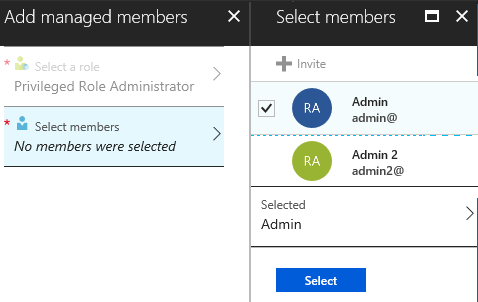 Add managed members
* Select a role
Privileged Role Administrator
* Select members
No members were selected
Select members
Invite
RA
Admin
admin@
RA
Admin 2
admin2@
Selected
Admin
Select